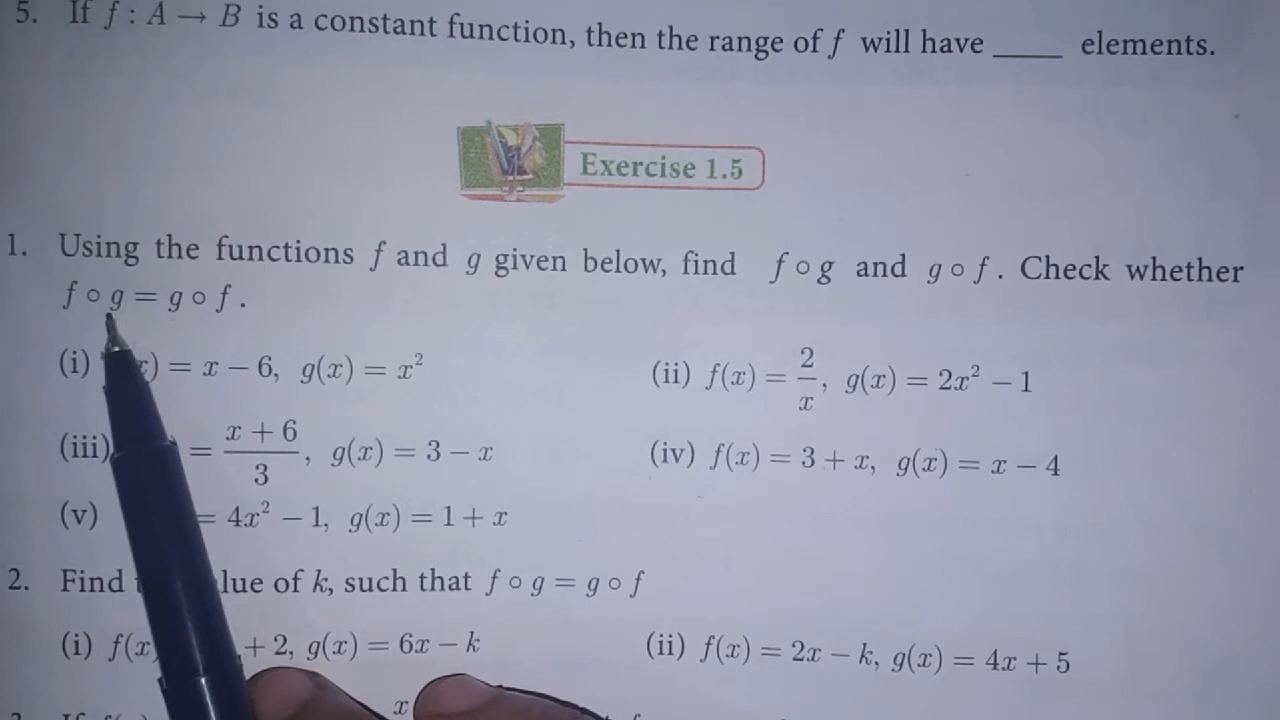 5. If f : A → B is a constant function, then the range of f will have ____ elements.
Exercise 1.5
1. Using the functions f and g given below, find f ∘ g and g ∘ f. Check whether
f ∘ g = g ∘ f.
(i) = x − 6, g(x) = x² (ii) f(x) = 2/x, g(x) = 2x² − 1
(iii) = (x + 6)/3, g(x) = 3 − x (iv) f(x) = 3 + x, g(x) = x − 4
(v) = 4x² − 1, g(x) = 1 + x
2. Find of k, such that f ∘ g = g ∘ f
(i) f(x + 2, g(x) = 6x − k (ii) f(x) = 2x − k, g(x) = 4x + 5
x